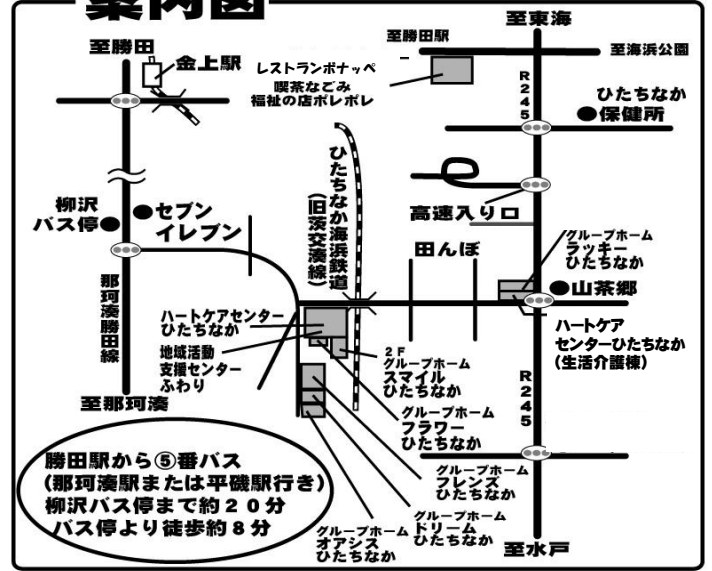 案内図
至東海
至勝田駅
至海浜公園
至勝田
金上駅
レストランボナッペ
喫茶なごみ
福祉の店ポレポレ
R245
ひたちなか
保健所
ひたちなか海浜鉄道
(旧茨交湊線)
柳沢
バス停
セブン
イレブン
高速入り口
田んぼ
グループホーム
ラッキー
ひたちなか
山茶郷
那珂湊勝田線
ハートケアセンター
ひたちなか
地域活動
支援センター
ふわり
ハートケア
センターひたちなか
(生活介護棟)
2F
グループホーム
スマイル
ひたちなか
R245
至那珂湊
グループホーム
フラワー
ひたちなか
勝田駅から⑤番バス
(那珂湊駅または平磯駅行き)
柳沢バス停まで約20分
バス停より徒歩約8分
グループホーム
フレンズ
ひたちなか
グループホーム
ドリーム
ひたちなか
グループホーム
オアシス
ひたちなか
至水戸